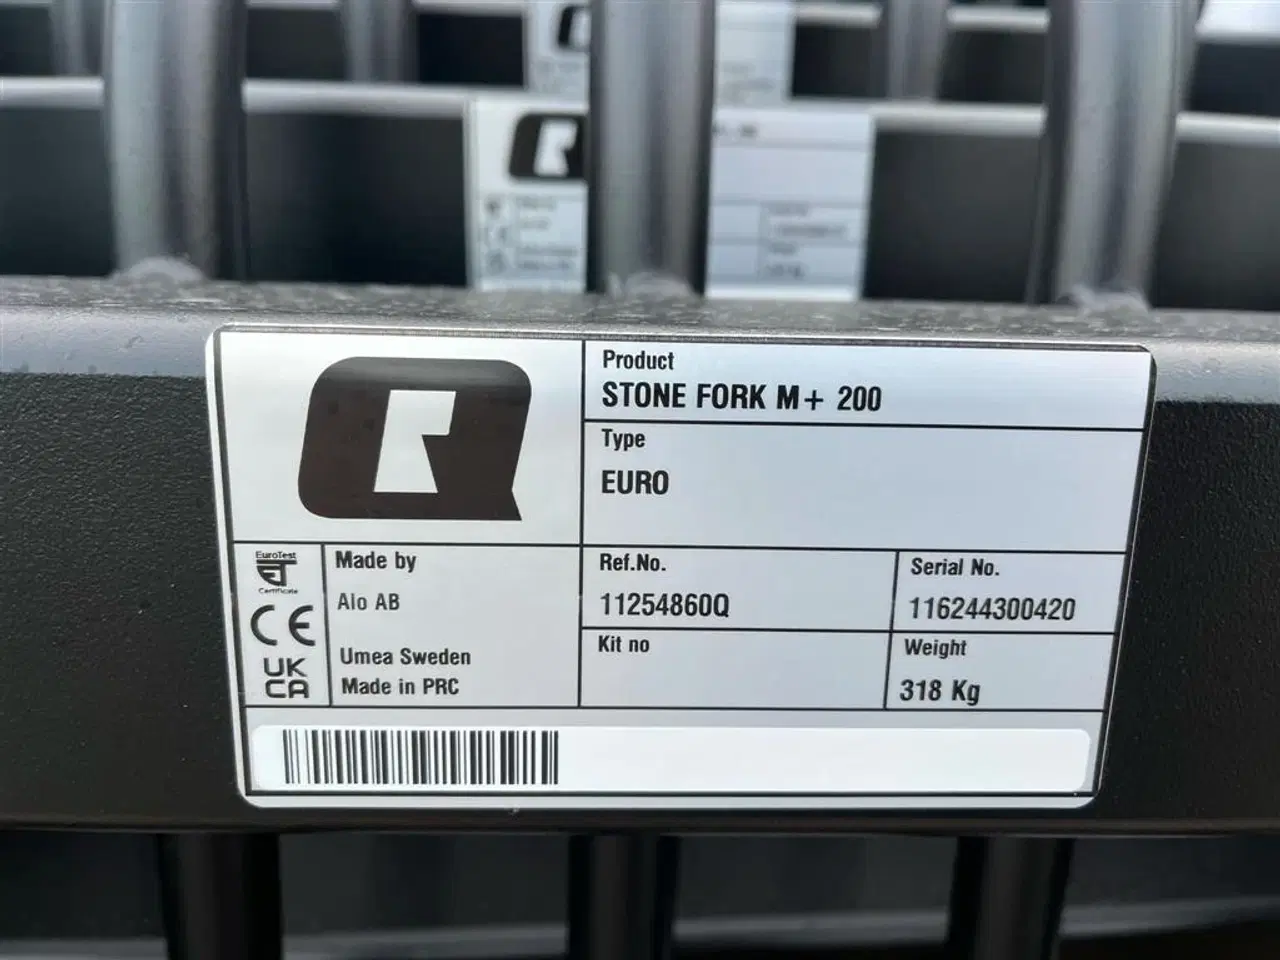 Product
STONE FORK M+ 200
Type
EURO
EuroTest
Certificate
CE
UK
CA
Made by
Alo AB
Umea Sweden
Made in PRC
Ref.No.
11254860Q
Serial No.
116244300420
Kit no
Weight
318 Kg